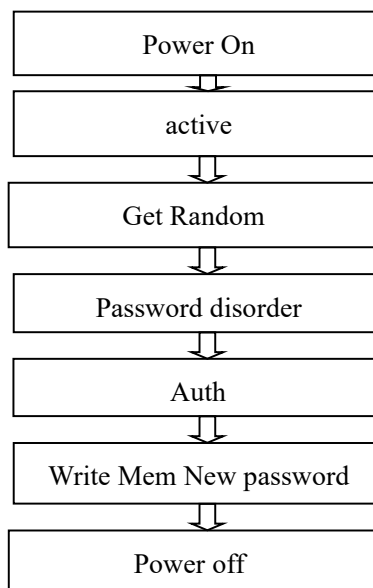 Power On
active
Get Random
Password disorder
Auth
Write Mem New password
Power off